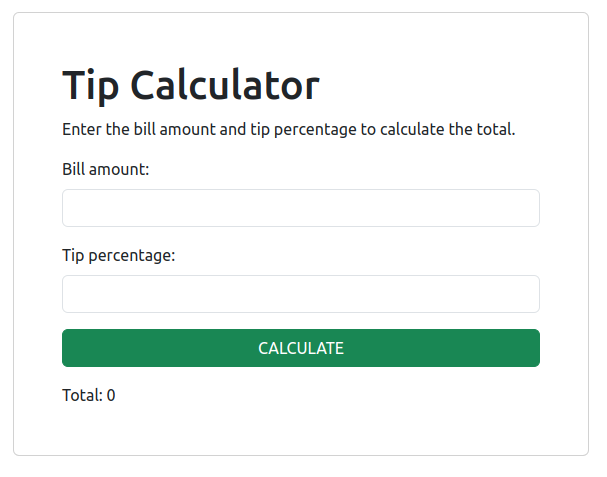 Tip Calculator
Enter the bill amount and tip percentage to calculate the total.
Bill amount:
Tip percentage:
CALCULATE
Total: 0